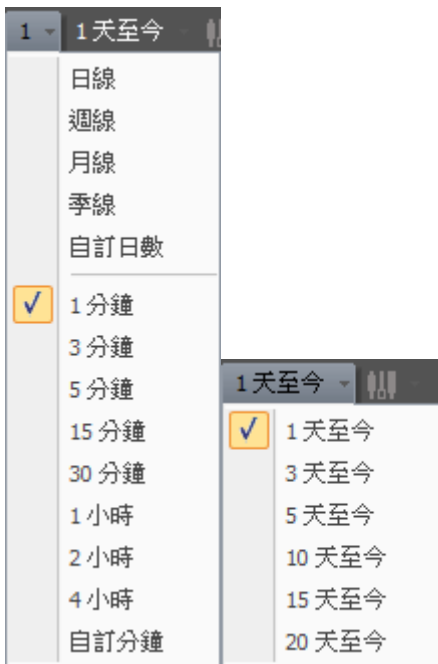 1 1天至今
日線
週線
月線
季線
自訂日數
1分鐘
3分鐘
5分鐘
15分鐘
30分鐘
1小時
2小時
4小時
自訂分鐘
1天至今
1天至今
3天至今
5天至今
10天至今
15天至今
20天至今